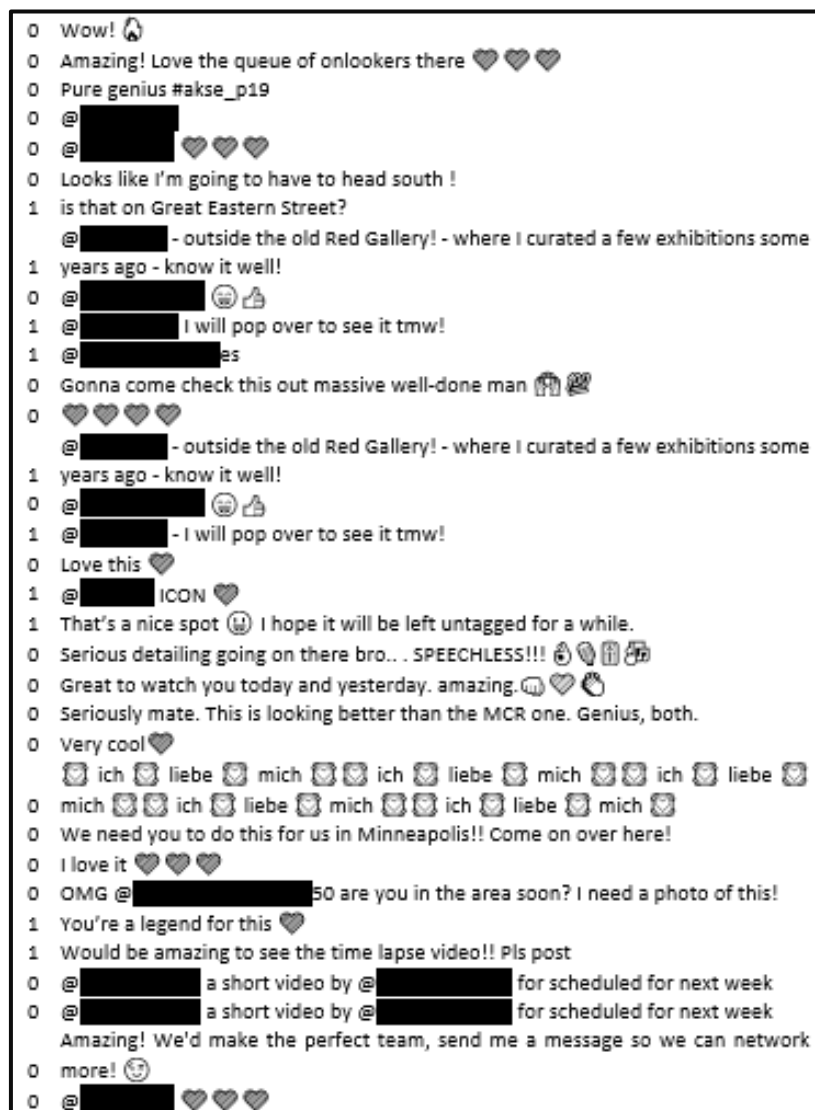 0 Wow!
0 Amazing! Love the queue of onlookers there
0 Pure genius #akse_p19
0 @
0 @
0 Looks like I'm going to have to head south !
1 is that on Great Eastern Street?
@ - outside the old Red Gallery! - where I curated a few exhibitions some
1 years ago - know it well!
0 @
1 @ I will pop over to see it tmw!
1 @ es
0 Gonna come check this out massive well-done man
0
@ - outside the old Red Gallery! - where I curated a few exhibitions some
1 years ago - know it well!
0 @
1 @ - I will pop over to see it tmw!
0 Love this
1 @ ICON
1 That's a nice spot I hope it will be left untagged for a while.
0 Serious detailing going on there bro.. . SPEECHLESS!!!
0 Great to watch you today and yesterday. amazing.
0 Seriously mate. This is looking better than the MCR one. Genius, both.
0 Very cool
ich liebe mich ich liebe mich ich liebe
0 mich ich liebe mich ich liebe mich
0 We need you to do this for us in Minneapolis!! Come on over here!
0 I love it
0 OMG @ 50 are you in the area soon? I need a photo of this!
1 You're a legend for this
1 Would be amazing to see the time lapse video!! Pls post
0 @ a short video by @ for scheduled for next week
0 @ a short video by @ for scheduled for next week
Amazing! We'd make the perfect team, send me a message so we can network
0 more!
0 @